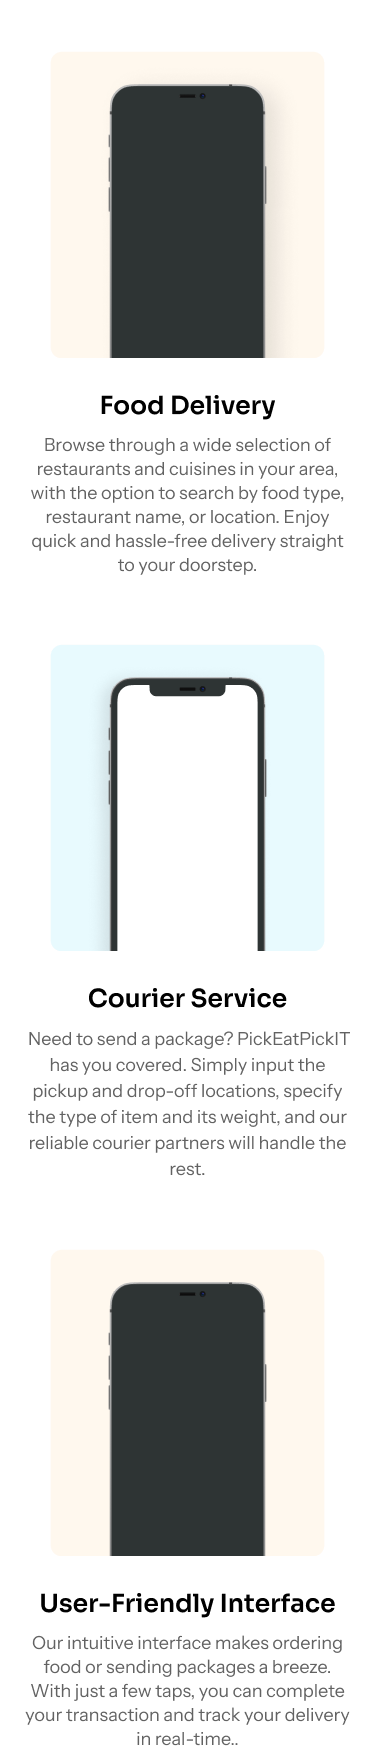 Food Delivery
Browse through a wide selection of
restaurants and cuisines in your area,
with the option to search by food type,
restaurant name, or location. Enjoy
quick and hassle-free delivery straight
to your doorstep.
Courier Service
Need to send a package? PickEatPickIT
has you covered. Simply input the
pickup and drop-off locations, specify
the type of item and its weight, and our
reliable courier partners will handle the
rest.
User-Friendly Interface
Our intuitive interface makes ordering
food or sending packages a breeze.
With just a few taps, you can complete
your transaction and track your delivery
in real-time..